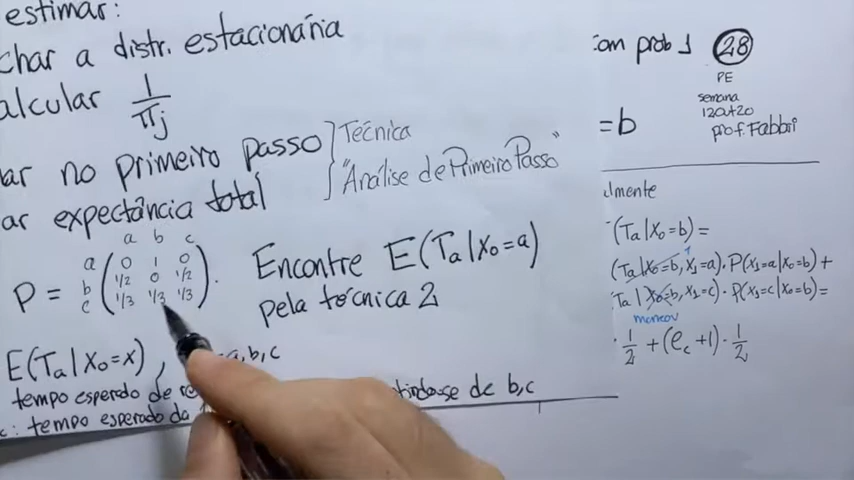 estimar:
char a distr. estacionária
alcular 1/πj
ar no primeiro passo
ar expectância total
Técnica
"Análise de Primeiro Passo"
a b c
P = a ( 0 1 0
b 1/2 0 1/2
c 1/3 1/3 1/3 ) .
Encontre E(Ta|X0=a)
pela técnica 2
E(Ta|X0=x) , a,b,c
tempo esperado de de b,c
c: tempo esperado da
om prob 1 28
PE
semana
12out20
prof. Fabbri
=b
lmente
(Ta|X0=b)=
(Ta|X0=b, X1=a). P(X1=a|X0=b)+
1
Ta|X0=b, X1=c). P(X1=c|X0=b)=
markov
. 1/2 + (ec+1). 1/2